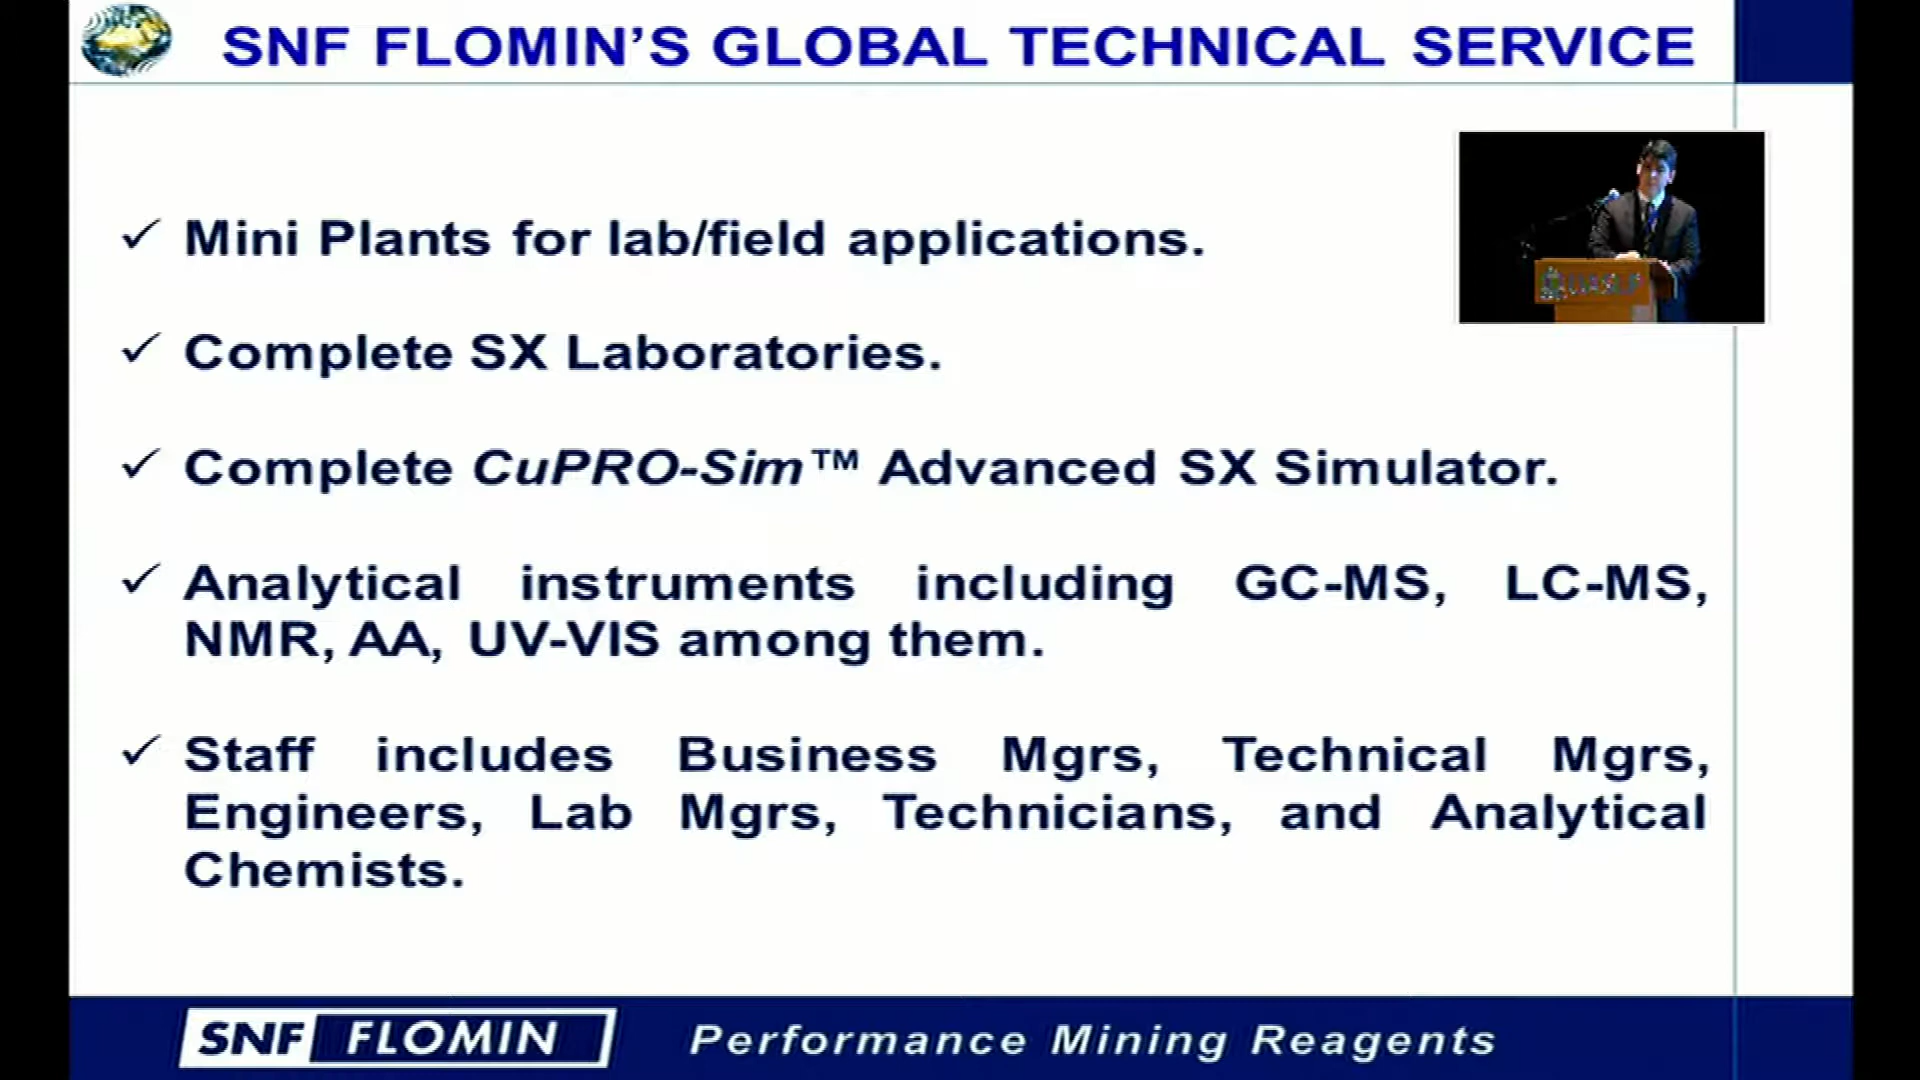 SNF FLOMIN’S GLOBAL TECHNICAL SERVICE
✓ Mini Plants for lab/field applications.
✓ Complete SX Laboratories.
✓ Complete CuPRO-Sim™ Advanced SX Simulator.
✓ Analytical instruments including GC-MS, LC-MS,
NMR, AA, UV-VIS among them.
✓ Staff includes Business Mgrs, Technical Mgrs,
Engineers, Lab Mgrs, Technicians, and Analytical
Chemists.
SNF FLOMIN Performance Mining Reagents